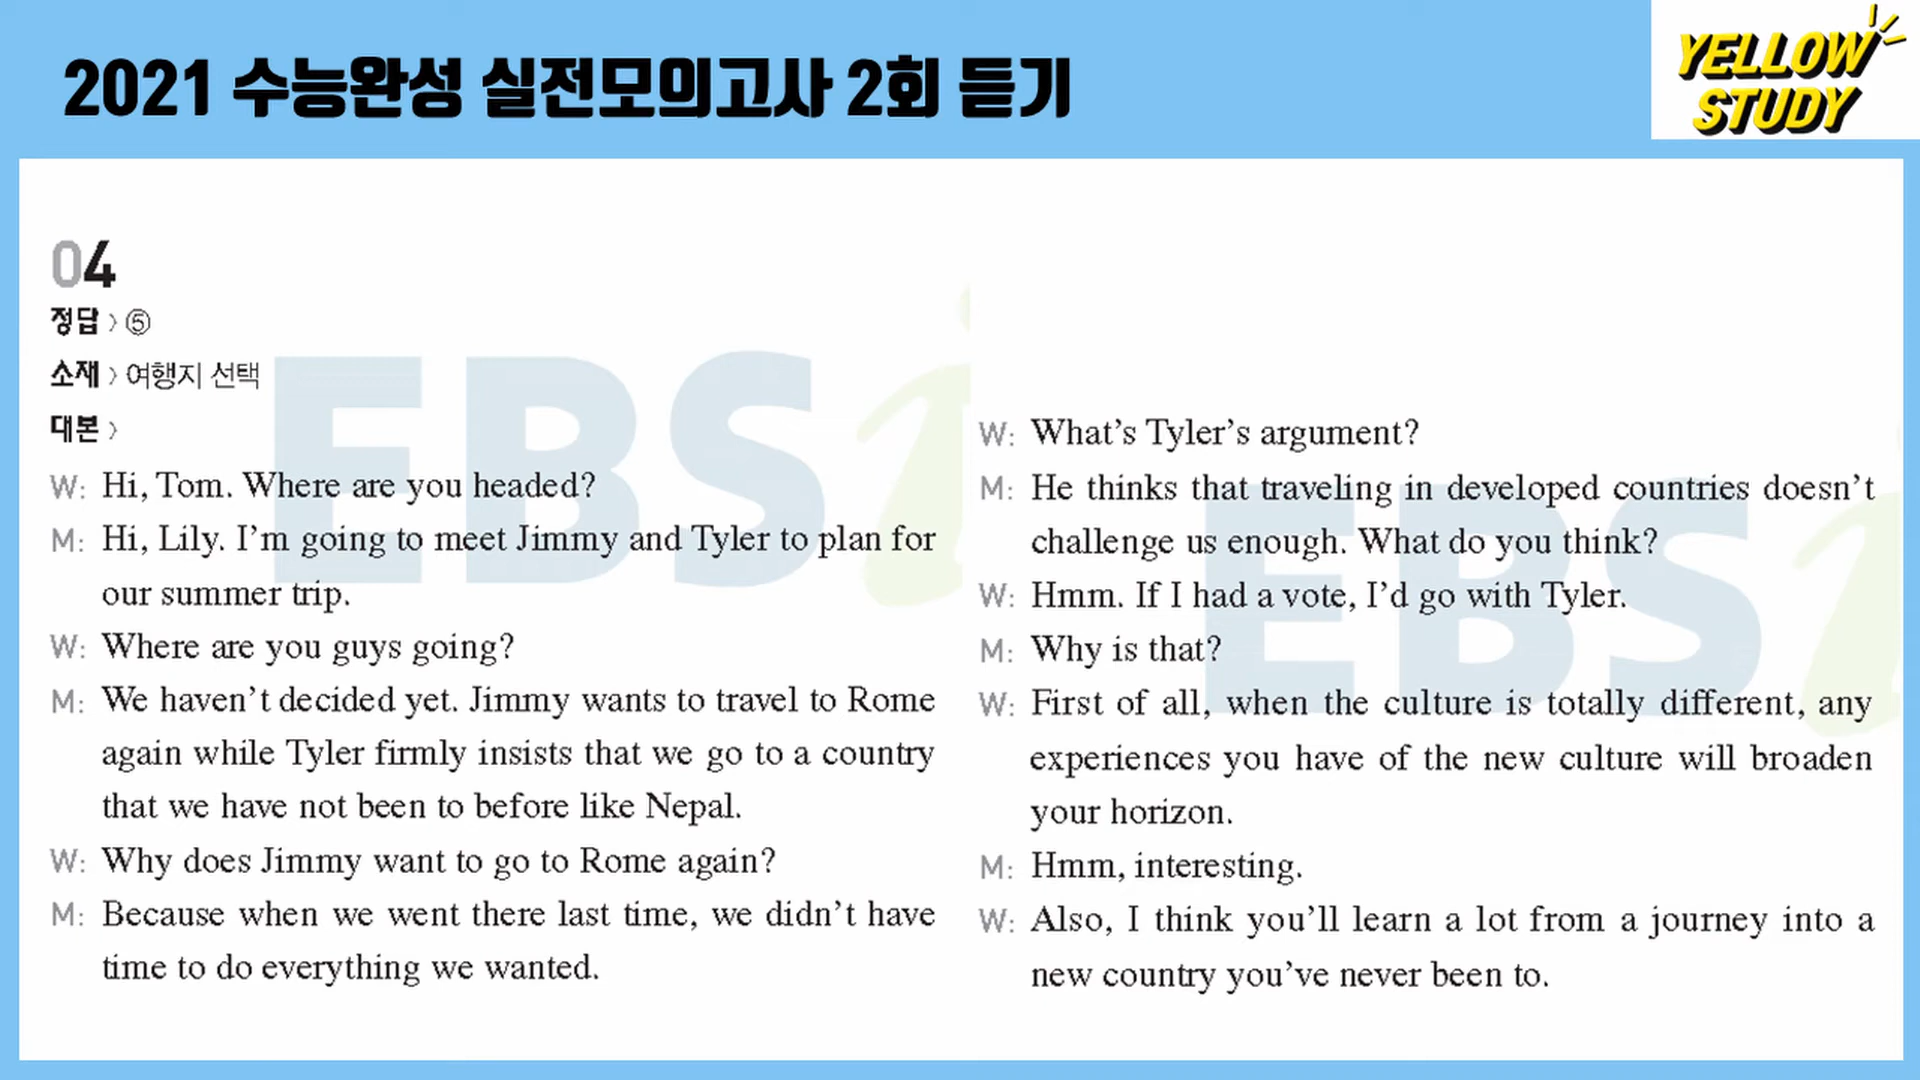 2021 수능완성 실전모의고사 2회 듣기
YELLOW
STUDY
04
정답 > ⑤
소재 > 여행지 선택
대본 >
W: Hi, Tom. Where are you headed?
M: Hi, Lily. I'm going to meet Jimmy and Tyler to plan for
our summer trip.
W: Where are you guys going?
M: We haven't decided yet. Jimmy wants to travel to Rome
again while Tyler firmly insists that we go to a country
that we have not been to before like Nepal.
W: Why does Jimmy want to go to Rome again?
M: Because when we went there last time, we didn't have
time to do everything we wanted.
W: What's Tyler's argument?
M: He thinks that traveling in developed countries doesn't
challenge us enough. What do you think?
W: Hmm. If I had a vote, I'd go with Tyler.
M: Why is that?
W: First of all, when the culture is totally different, any
experiences you have of the new culture will broaden
your horizon.
M: Hmm, interesting.
W: Also, I think you'll learn a lot from a journey into a
new country you've never been to.
EBSi
EBSi